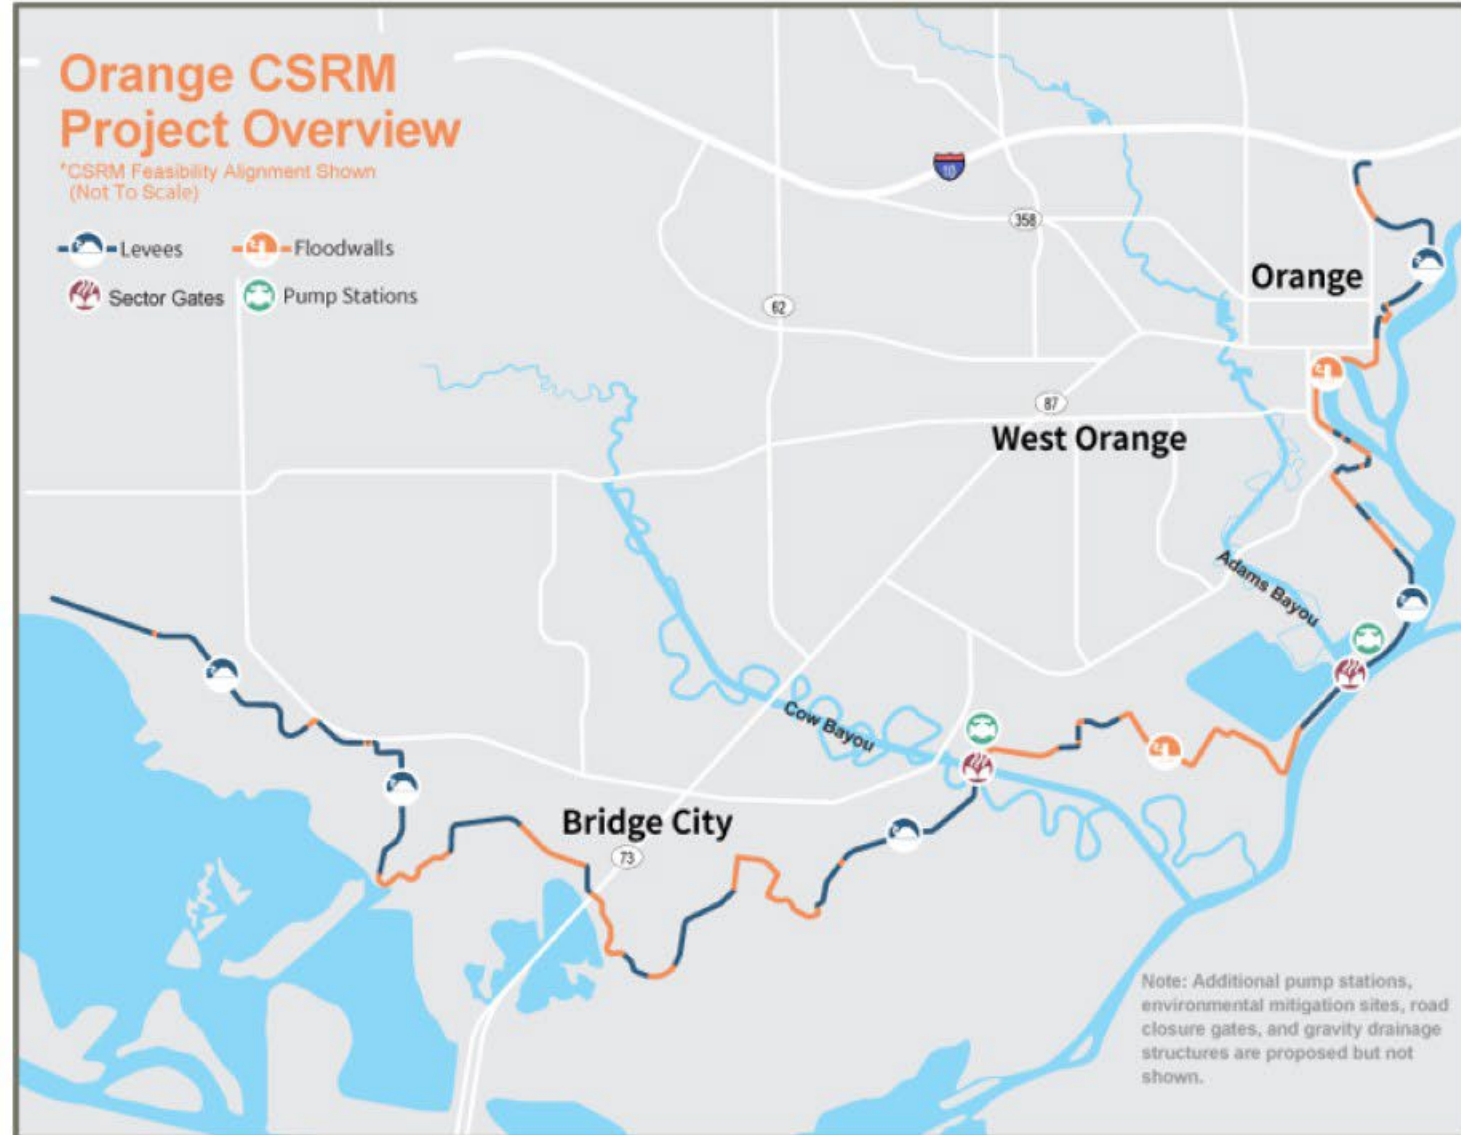 Orange CSRM
Project Overview
*CSRM Feasibility Alignment Shown
(Not To Scale)
Levees
Floodwalls
Sector Gates
Pump Stations
10
358
Orange
62
87
West Orange
Adams Bayou
Cow Bayou
Bridge City
73
Note: Additional pump stations,
environmental mitigation sites, road
closure gates, and gravity drainage
structures are proposed but not
shown.